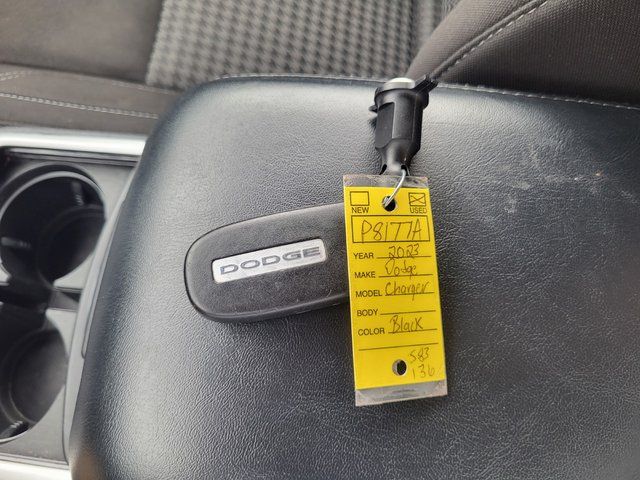 DODGE
NEW USED
P8177A
YEAR 2023
MAKE Dodge
MODEL Charger
BODY
COLOR Black
583
136